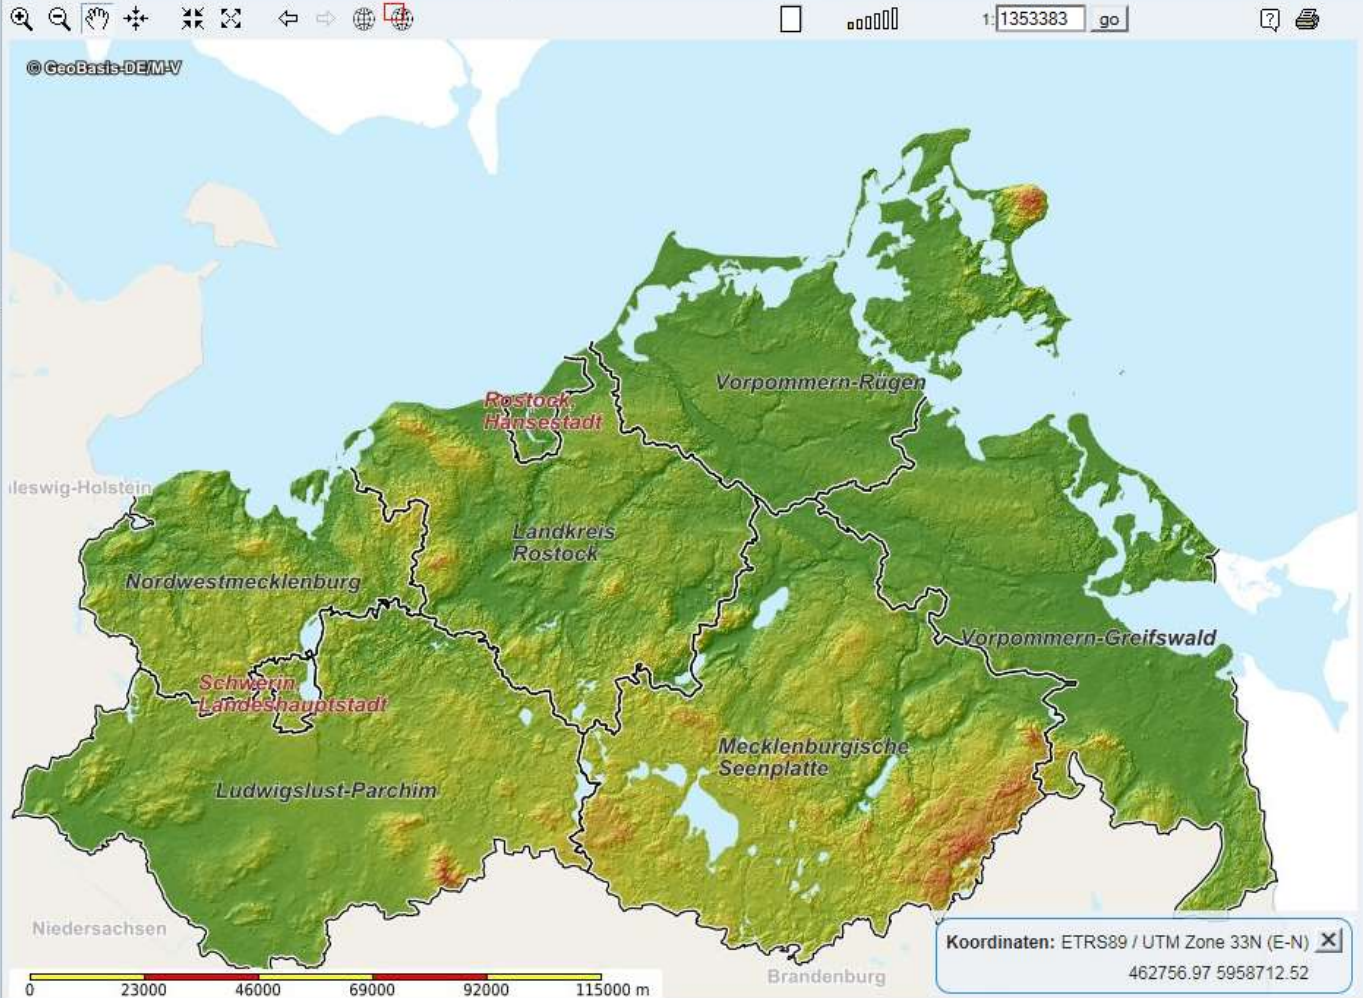 1: 1353383 go
© GeoBasis-DE/M-V
Vorpommern-Rügen
Rostock,
Hansestadt
leswig-Holstein
Landkreis
Rostock
Nordwestmecklenburg
Vorpommern-Greifswald
Schwerin,
Landeshauptstadt
Mecklenburgische
Seenplatte
Ludwigslust-Parchim
Niedersachsen
Brandenburg
Koordinaten: ETRS89 / UTM Zone 33N (E-N)
462756.97 5958712.52
0 23000 46000 69000 92000 115000 m